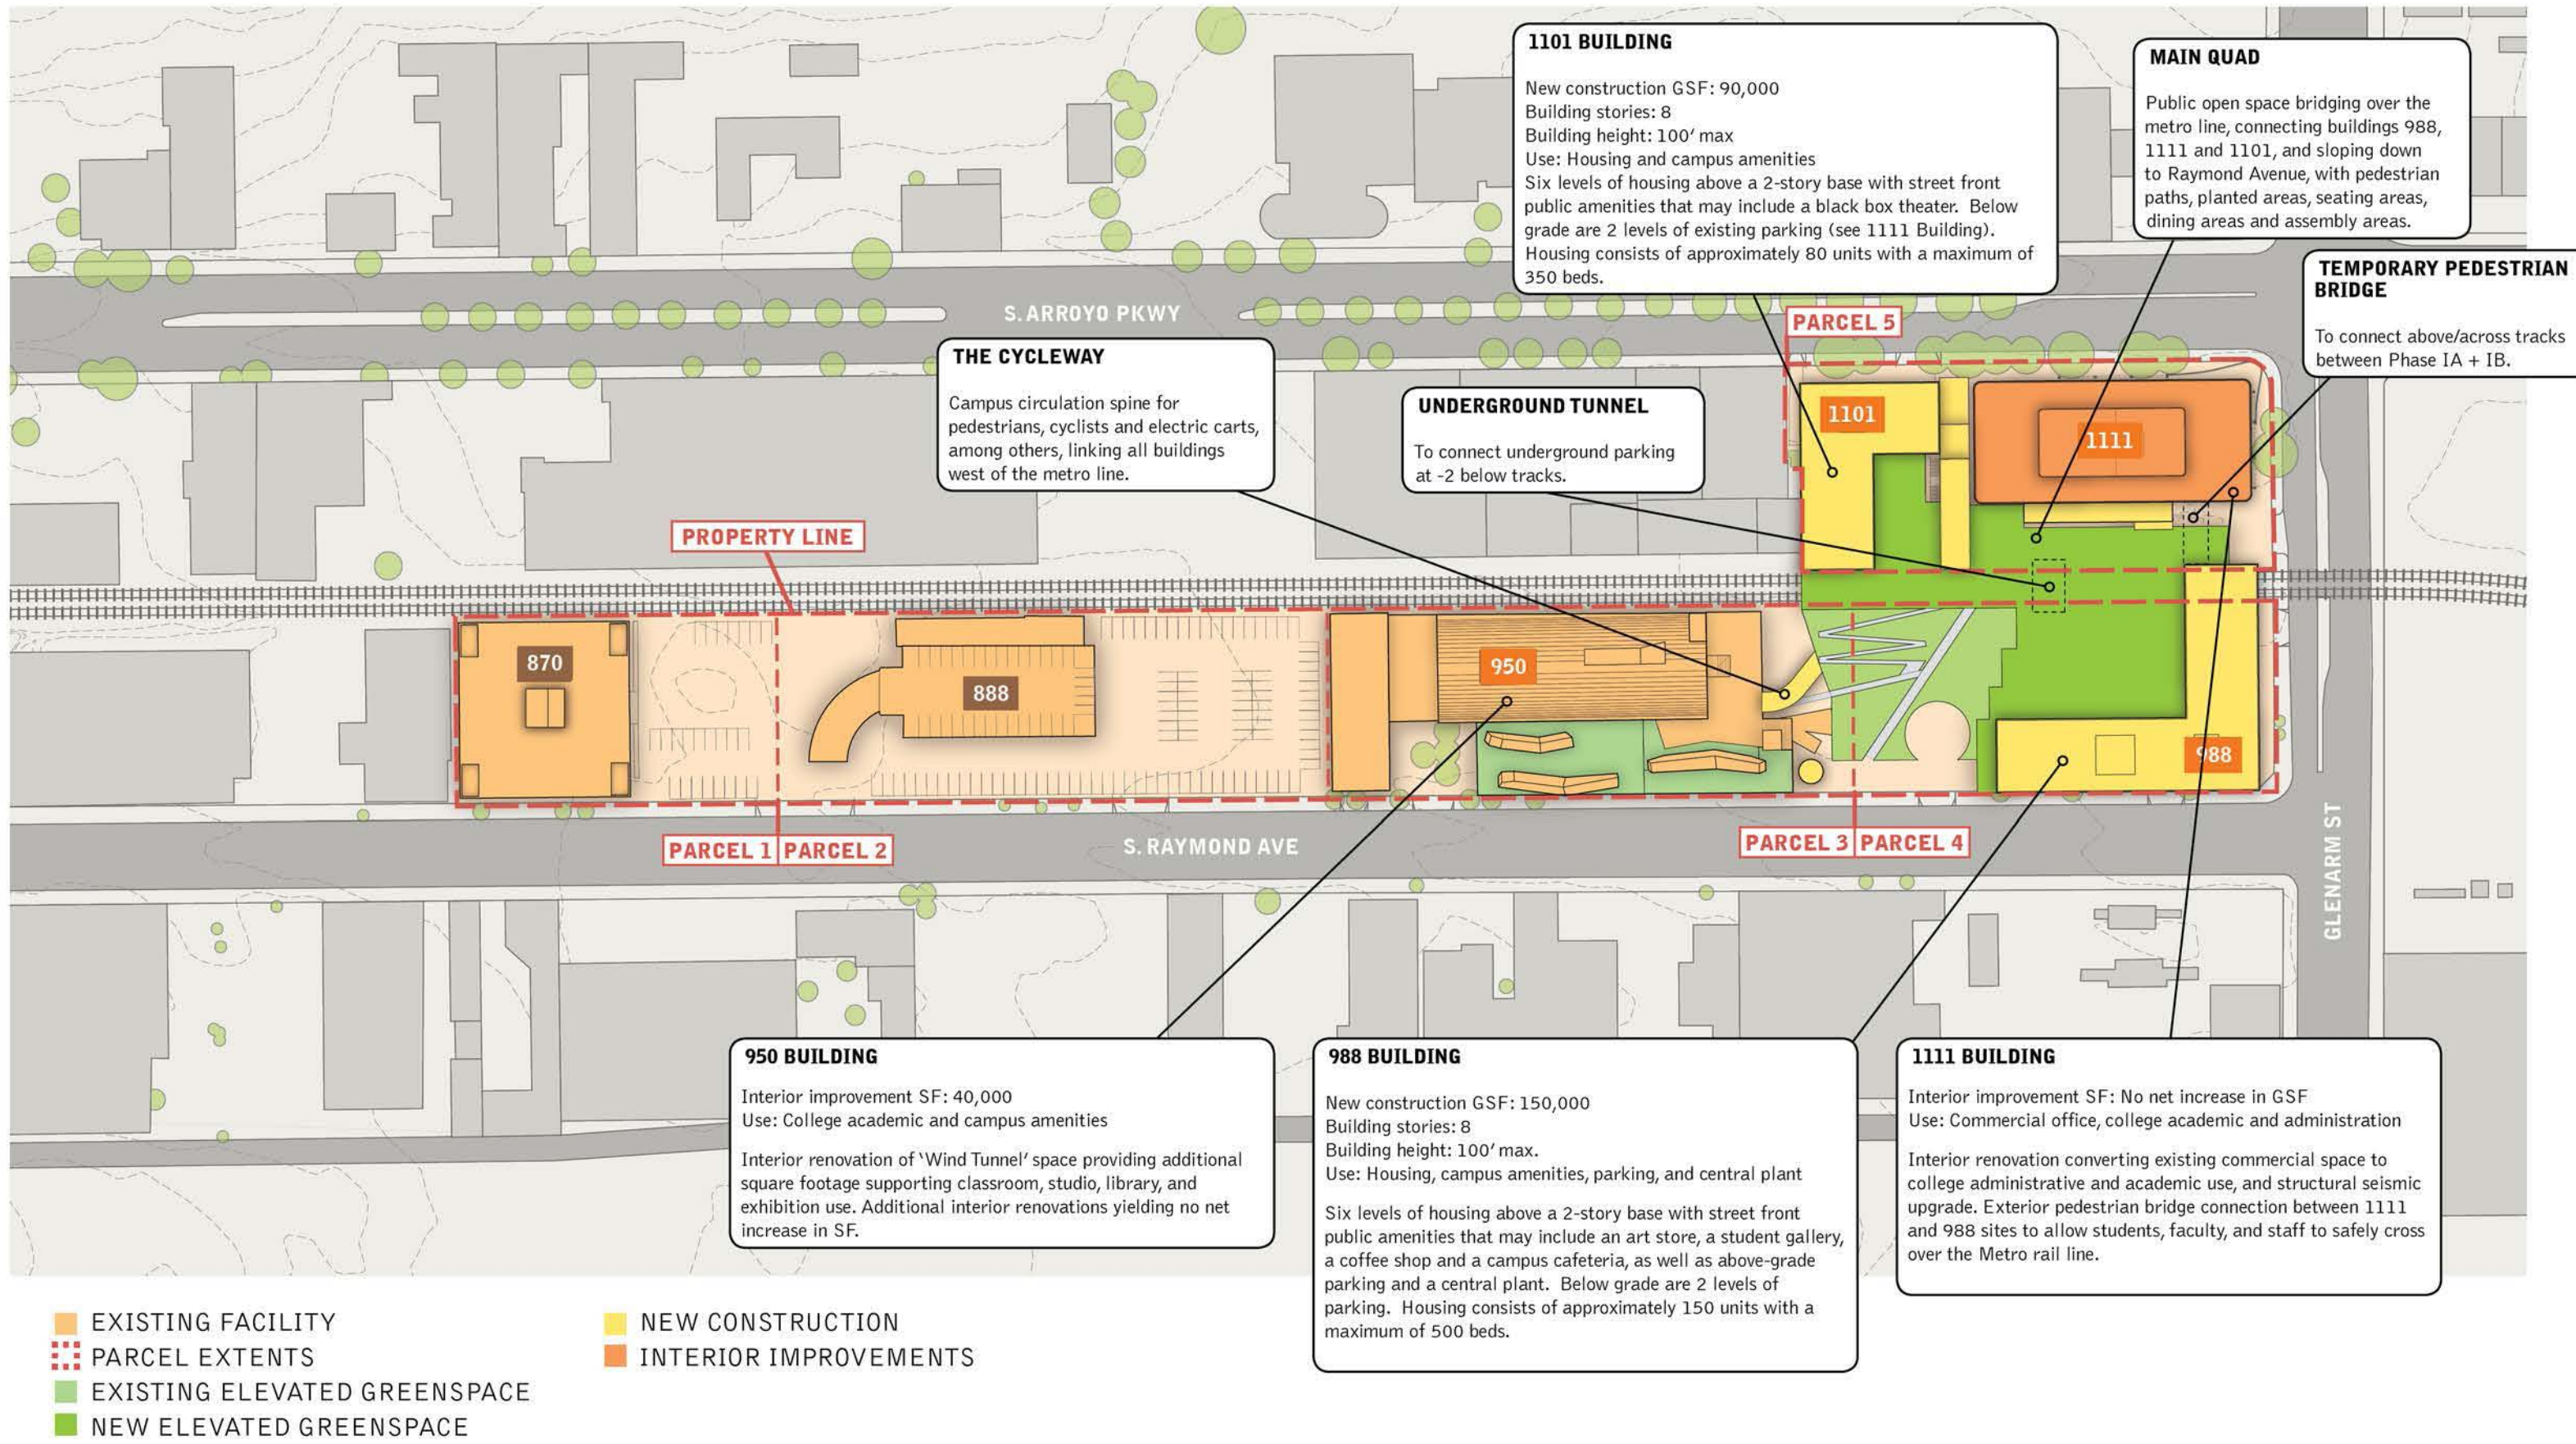 1101 BUILDING
New construction GSF: 90,000
Building stories: 8
Building height: 100' max
Use: Housing and campus amenities
Six levels of housing above a 2-story base with street front
public amenities that may include a black box theater. Below
grade are 2 levels of existing parking (see 1111 Building).
Housing consists of approximately 80 units with a maximum of
350 beds.
MAIN QUAD
Public open space bridging over the
metro line, connecting buildings 988,
1111 and 1101, and sloping down
to Raymond Avenue, with pedestrian
paths, planted areas, seating areas,
dining areas and assembly areas.
TEMPORARY PEDESTRIAN
BRIDGE
To connect above/across tracks
between Phase IA + IB.
S. ARROYO PKWY
PARCEL 5
THE CYCLEWAY
Campus circulation spine for
pedestrians, cyclists and electric carts,
among others, linking all buildings
west of the metro line.
UNDERGROUND TUNNEL
To connect underground parking
at -2 below tracks.
1101
1111
PROPERTY LINE
870
888
950
988
PARCEL 1
PARCEL 2
S. RAYMOND AVE
PARCEL 3
PARCEL 4
GLENARM ST
950 BUILDING
Interior improvement SF: 40,000
Use: College academic and campus amenities
Interior renovation of 'Wind Tunnel' space providing additional
square footage supporting classroom, studio, library, and
exhibition use. Additional interior renovations yielding no net
increase in SF.
988 BUILDING
New construction GSF: 150,000
Building stories: 8
Building height: 100' max.
Use: Housing, campus amenities, parking, and central plant
Six levels of housing above a 2-story base with street front
public amenities that may include an art store, a student gallery,
a coffee shop and a campus cafeteria, as well as above-grade
parking and a central plant. Below grade are 2 levels of
parking. Housing consists of approximately 150 units with a
maximum of 500 beds.
1111 BUILDING
Interior improvement SF: No net increase in GSF
Use: Commercial office, college academic and administration
Interior renovation converting existing commercial space to
college administrative and academic use, and structural seismic
upgrade. Exterior pedestrian bridge connection between 1111
and 988 sites to allow students, faculty, and staff to safely cross
over the Metro rail line.
EXISTING FACILITY
PARCEL EXTENTS
EXISTING ELEVATED GREENSPACE
NEW ELEVATED GREENSPACE
NEW CONSTRUCTION
INTERIOR IMPROVEMENTS